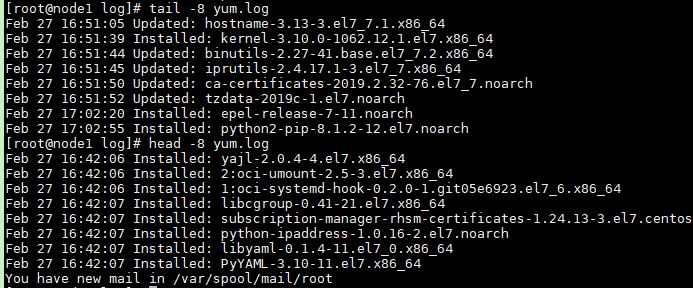 [root@node1 log]# tail -8 yum.log
Feb 27 16:51:05 Updated: hostname-3.13-3.el7_7.1.x86_64
Feb 27 16:51:39 Installed: kernel-3.10.0-1062.12.1.el7.x86_64
Feb 27 16:51:44 Updated: binutils-2.27-41.base.el7_7.2.x86_64
Feb 27 16:51:45 Updated: iprutils-2.4.17.1-3.el7_7.x86_64
Feb 27 16:51:50 Updated: ca-certificates-2019.2.32-76.el7_7.noarch
Feb 27 16:51:52 Updated: tzdata-2019c-1.el7.noarch
Feb 27 17:02:20 Installed: epel-release-7-11.noarch
Feb 27 17:02:55 Installed: python2-pip-8.1.2-12.el7.noarch
[root@node1 log]# head -8 yum.log
Feb 27 16:42:06 Installed: yajl-2.0.4-4.el7.x86_64
Feb 27 16:42:06 Installed: 2:oci-umount-2.5-3.el7.x86_64
Feb 27 16:42:06 Installed: 1:oci-systemd-hook-0.2.0-1.git05e6923.el7_6.x86_64
Feb 27 16:42:07 Installed: libcgroup-0.41-21.el7.x86_64
Feb 27 16:42:07 Installed: subscription-manager-rhsm-certificates-1.24.13-3.el7.centos
Feb 27 16:42:07 Installed: python-ipaddress-1.0.16-2.el7.noarch
Feb 27 16:42:07 Installed: libyaml-0.1.4-11.el7_0.x86_64
Feb 27 16:42:07 Installed: PyYAML-3.10-11.el7.x86_64
You have new mail in /var/spool/mail/root